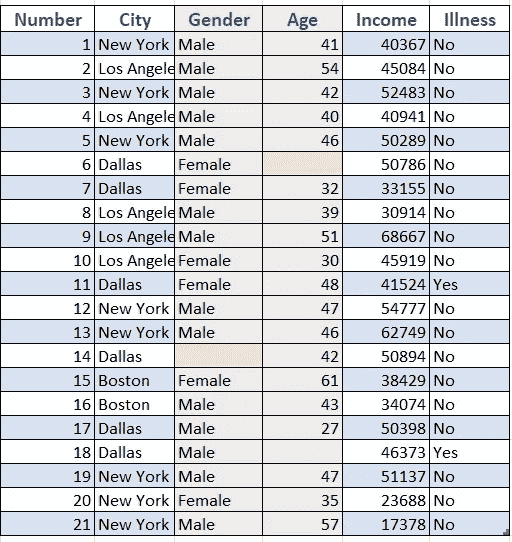 Number City Gender Age Income Illness
1 New York Male 41 40367 No
2 Los Angele Male 54 45084 No
3 New York Male 42 52483 No
4 Los Angele Male 40 40941 No
5 New York Male 46 50289 No
6 Dallas Female 50786 No
7 Dallas Female 32 33155 No
8 Los Angele Male 39 30914 No
9 Los Angele Male 51 68667 No
10 Los Angele Female 30 45919 No
11 Dallas Female 48 41524 Yes
12 New York Male 47 54777 No
13 New York Male 46 62749 No
14 Dallas 42 50894 No
15 Boston Female 61 38429 No
16 Boston Male 43 34074 No
17 Dallas Male 27 50398 No
18 Dallas Male 46373 Yes
19 New York Male 47 51137 No
20 New York Female 35 23688 No
21 New York Male 57 17378 No